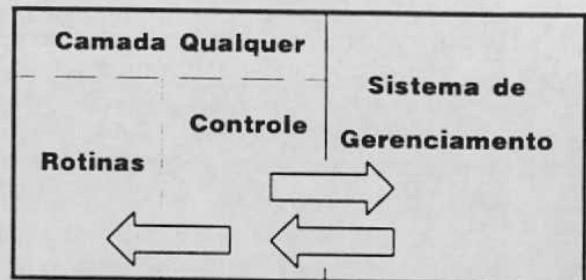 Camada Qualquer
Sistema de
Gerenciamento
Controle
Rotinas